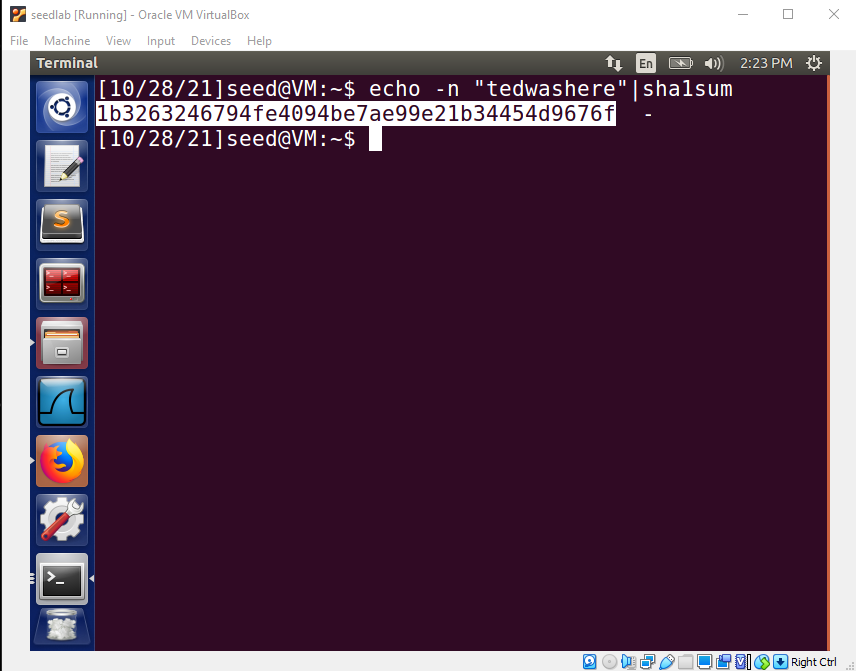 seedlab [Running] - Oracle VM VirtualBox
File Machine View Input Devices Help
Terminal En 2:23 PM
[10/28/21]seed@VM:~$ echo -n "tedwashere"|sha1sum
1b3263246794fe4094be7ae99e21b34454d9676f  -
[10/28/21]seed@VM:~$
Right Ctrl